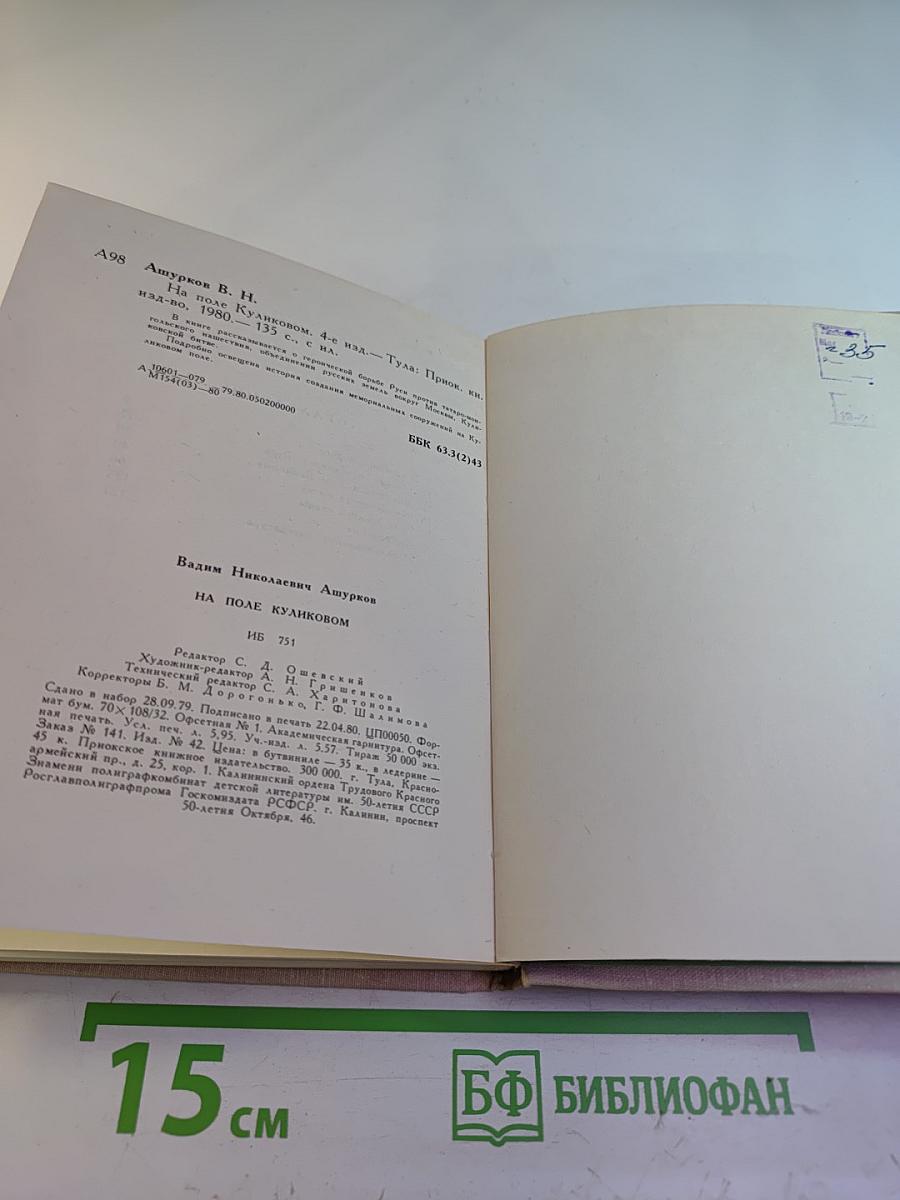 А98 Ашурков В. Н.
На поле Куликовом. 4-е изд.— Тула: Приок. кн.
изд-во, 1980.— 135 с., с ил.
В книге рассказывается о героической борьбе Руси против татаро-мон-
гольского нашествия, объединении русских земель вокруг Москвы, Кули-
ковской битве.
Подробно освещена история создания мемориальных сооружений на Ку-
ликовом поле.
А 10601—079
М154(03)—80 79.80.050200000
ББК 63.3(2)43
Вадим Николаевич Ашурков
НА ПОЛЕ КУЛИКОВОМ
ИБ 751
Редактор С. Д. Ошевский
Художник-редактор А. Н. Гришенков
Технический редактор С. А. Харитонова
Корректоры Б. М. Дорогонько, Г. Ф. Шалимова
Сдано в набор 28.09.79. Подписано в печать 22.04.80. ЦП00050. Фор-
мат бум. 70×108/32. Офсетная № 1. Академическая гарнитура. Офсет-
ная печать. Усл. печ. л. 5,95. Уч.-изд. л. 5.57. Тираж 50 000 экз.
Заказ № 141. Изд. № 42. Цена: в бутвиниле — 35 к., в ледерине —
45 к. Приокское книжное издательство. 300 000. г. Тула, Красно-
армейский пр., д. 25, кор. 1. Калининский ордена Трудового Красного
Знамени полиграфкомбинат детской литературы им. 50-летия СССР
Росглавполиграфпрома Госкомиздата РСФСР. г. Калинин, проспект
50-летия Октября, 46.
35
15 см
БФ БИБЛИОФАН